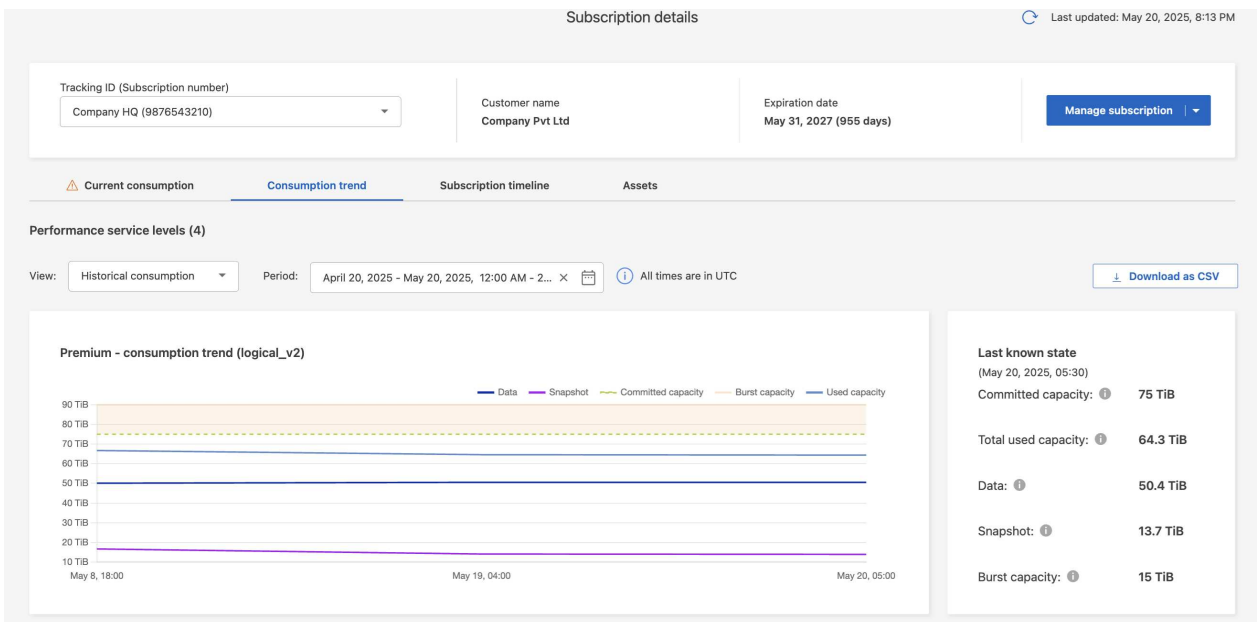 Subscription details
Last updated: May 20, 2025, 8:13 PM
Tracking ID (Subscription number)
Company HQ (9876543210)
Customer name
Company Pvt Ltd
Expiration date
May 31, 2027 (955 days)
Manage subscription
Current consumption
Consumption trend
Subscription timeline
Assets
Performance service levels (4)
View:
Historical consumption
Period:
April 20, 2025 - May 20, 2025, 12:00 AM - 2...
All times are in UTC
Download as CSV
Premium - consumption trend (logical_v2)
Data
Snapshot
Committed capacity
Burst capacity
Used capacity
90 TiB
80 TiB
70 TiB
60 TiB
50 TiB
40 TiB
30 TiB
20 TiB
10 TiB
May 8, 18:00
May 19, 04:00
May 20, 05:00
Last known state
(May 20, 2025, 05:30)
Committed capacity: 75 TiB
Total used capacity: 64.3 TiB
Data: 50.4 TiB
Snapshot: 13.7 TiB
Burst capacity: 15 TiB